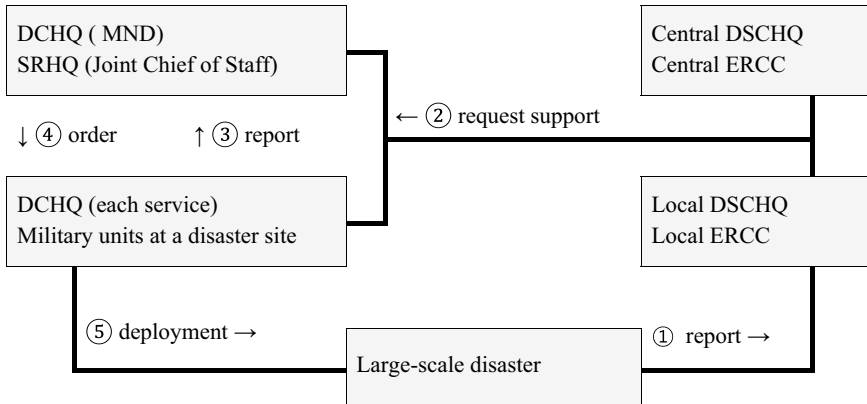 DCHQ ( MND)
SRHQ (Joint Chief of Staff)
Central DSCHQ
Central ERCC
← ② request support
↓ ④ order
↑ ③ report
DCHQ (each service)
Military units at a disaster site
Local DSCHQ
Local ERCC
⑤ deployment →
① report →
Large-scale disaster